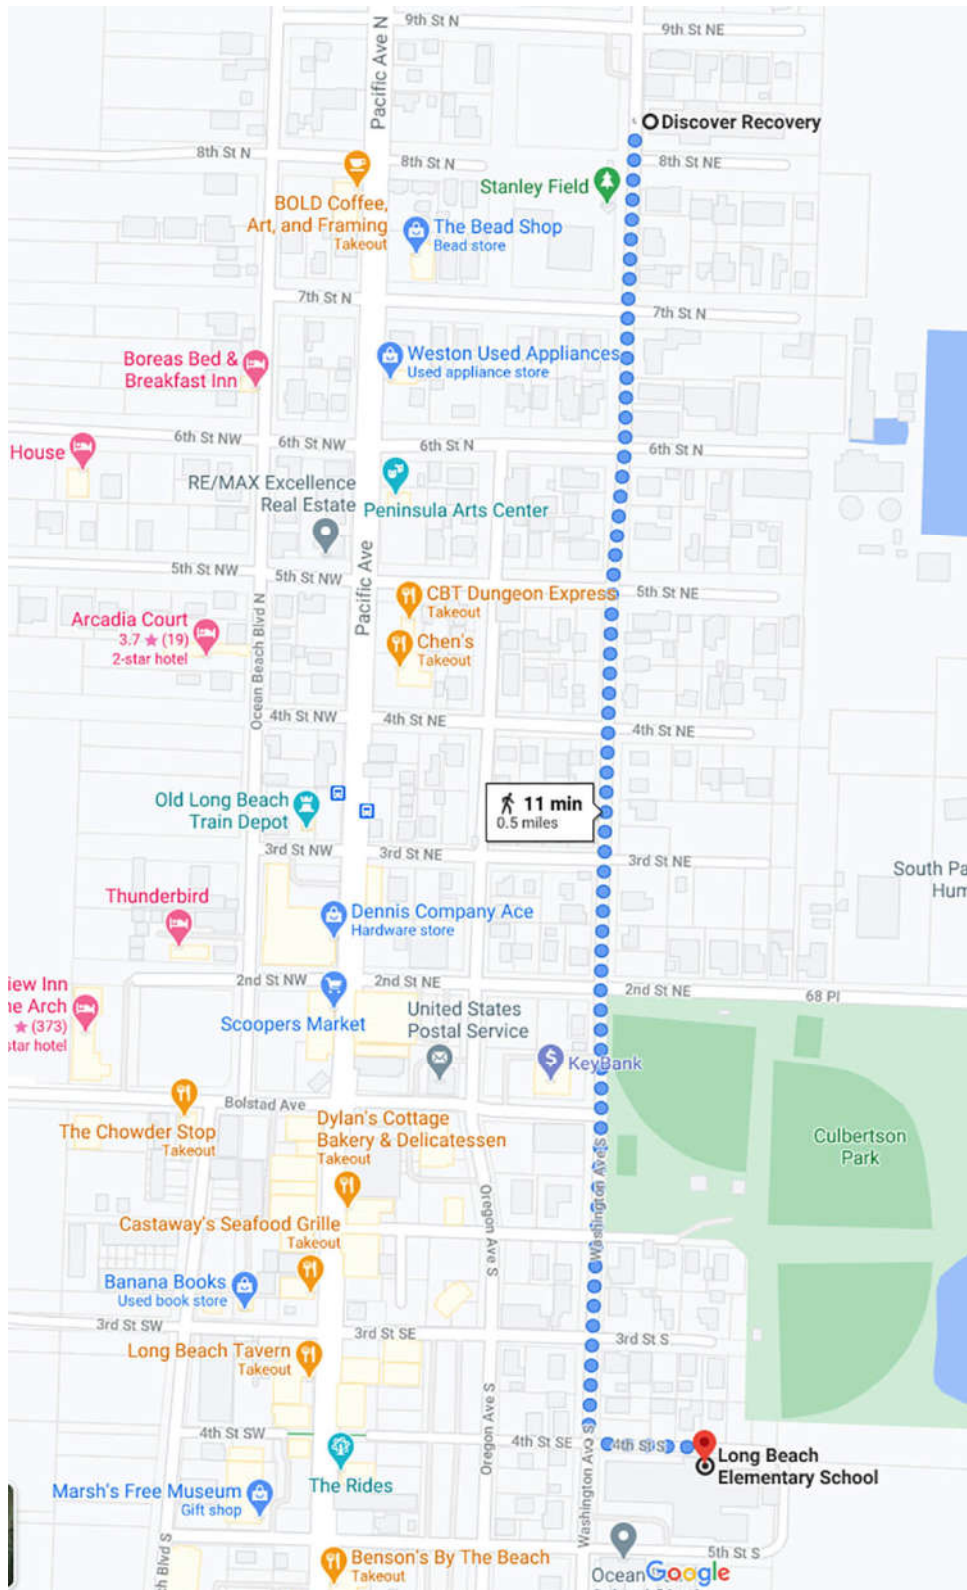 9th St N
9th St NE
Pacific Ave N
Discover Recovery
8th St N
8th St N
8th St NE
Stanley Field
BOLD Coffee,
Art, and Framing
Takeout
The Bead Shop
Bead store
7th St N
7th St N
Boreas Bed &
Breakfast Inn
Weston Used Appliances
Used appliance store
6th St NW
6th St NW
6th St N
6th St N
House
RE/MAX Excellence
Real Estate
Peninsula Arts Center
Pacific Ave
5th St NW
5th St NW
CBT Dungeon Express
Takeout
5th St NE
Ocean Beach Blvd N
Arcadia Court
3.7 ★ (19)
2-star hotel
Chen's
Takeout
4th St NW
4th St NE
4th St NE
Old Long Beach
Train Depot
11 min
0.5 miles
3rd St NW
3rd St NE
3rd St NE
South Pa
Hum
Thunderbird
Dennis Company Ace
Hardware store
2nd St NW
2nd St NE
2nd St NE
68 Pl
iew Inn
ne Arch
★ (373)
star hotel
Scoopers Market
United States
Postal Service
KeyBank
Bolstad Ave
The Chowder Stop
Takeout
Dylan's Cottage
Bakery & Delicatessen
Takeout
Culbertson
Park
Washington Ave S
Oregon Ave S
Castaway's Seafood Grille
Takeout
Banana Books
Used book store
3rd St SW
3rd St SE
3rd St S
Long Beach Tavern
Takeout
Oregon Ave S
4th St SW
4th St SE
4th St S
Washington Ave S
Long Beach
Elementary School
The Rides
Marsh's Free Museum
Gift shop
ch Blvd S
Benson's By The Beach
Takeout
5th St S
Ocean
Google